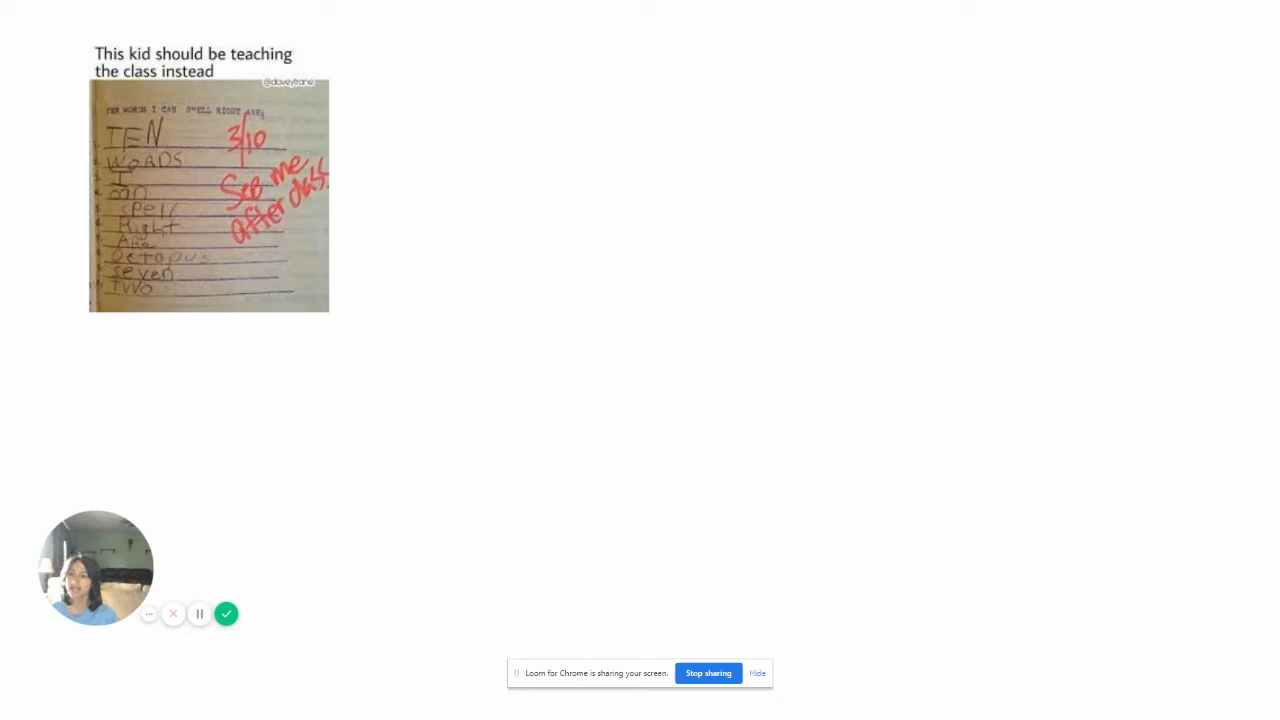 This kid should be teaching
the class instead
@daveytrane
TEN WORDS I CAN SPELL RIGHT ARE:
TEN
3/10
WORDS
See me
after class.
I
can
spell
Right
ARe
Octopus
seven
Two
Loom for Chrome is sharing your screen.
Stop sharing
Hide